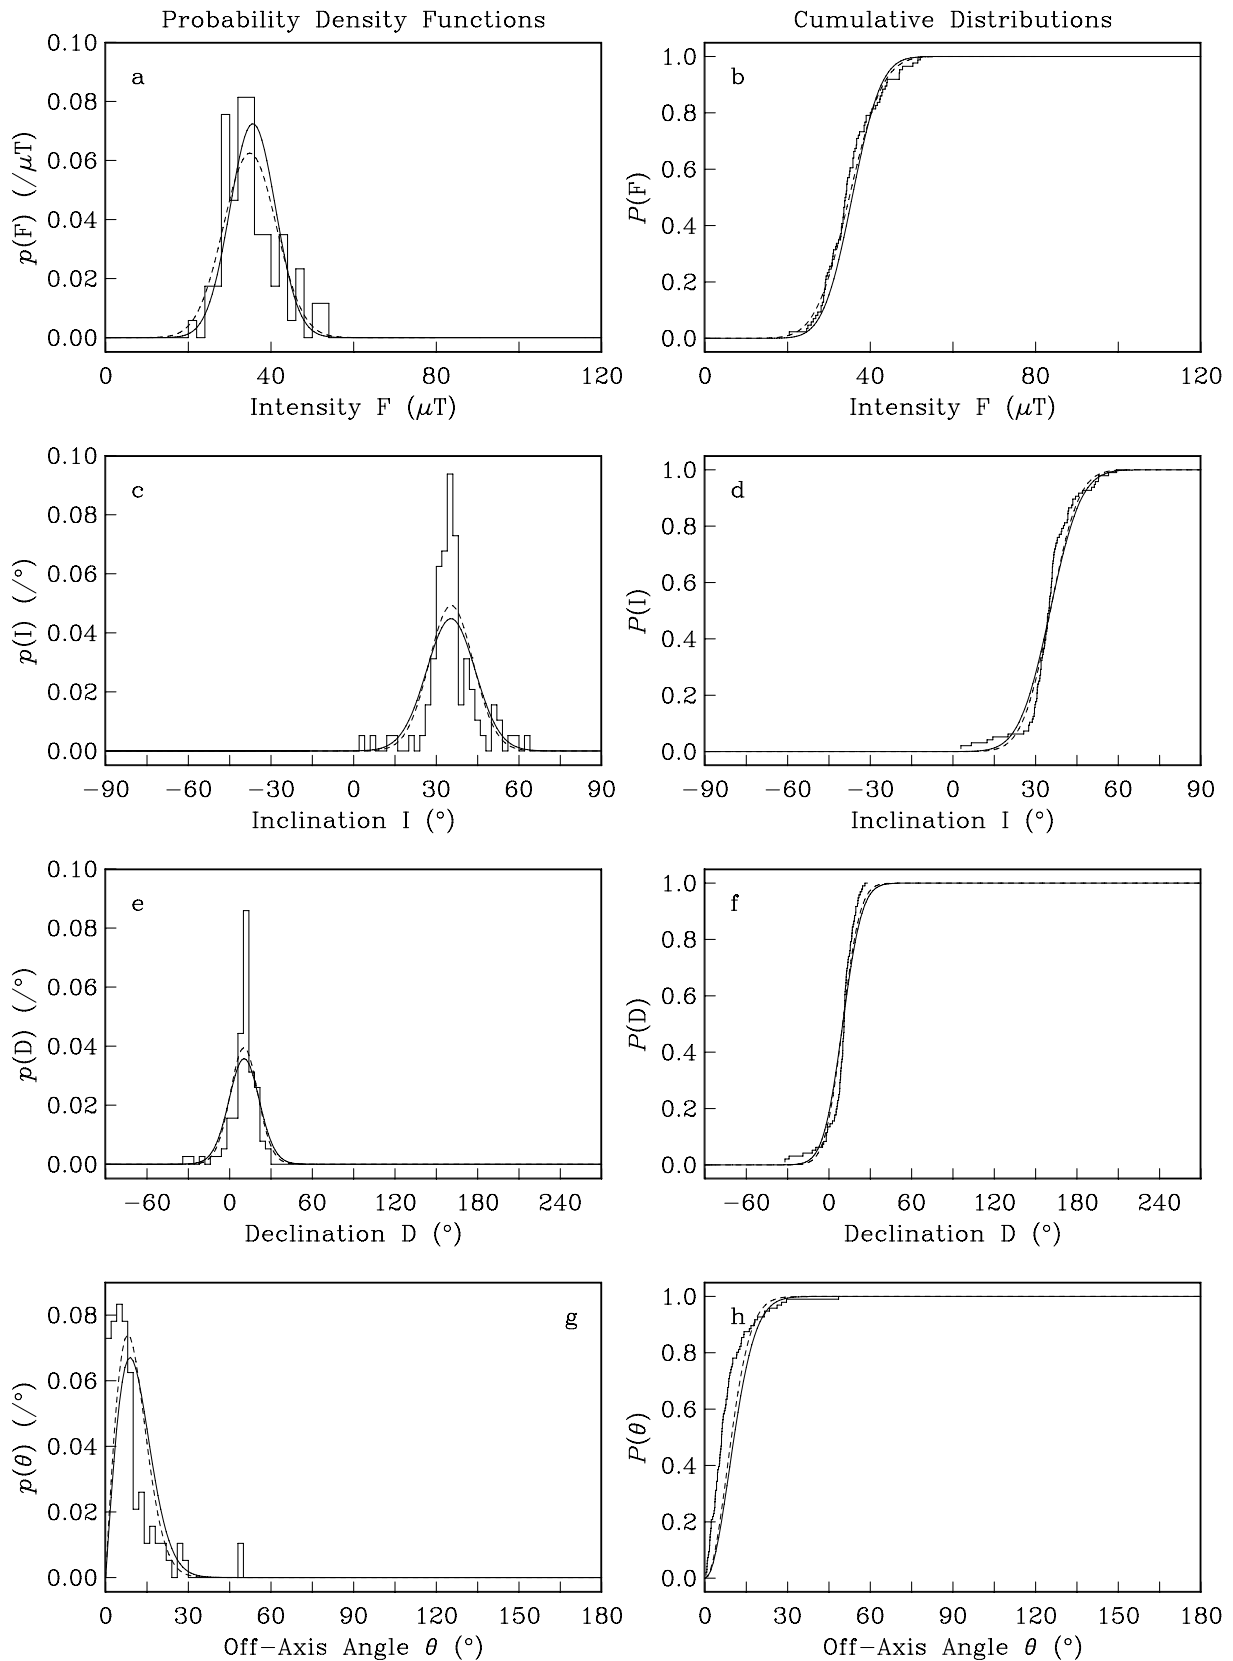 Probability Density Functions
Cumulative Distributions
a
0.10
0.08
0.06
0.04
0.02
0.00
p(F) (/μT)
0 40 80 120
Intensity F (μT)
b
1.0
0.8
0.6
0.4
0.2
0.0
P(F)
0 40 80 120
Intensity F (μT)
c
0.10
0.08
0.06
0.04
0.02
0.00
p(I) (/°)
−90 −60 −30 0 30 60 90
Inclination I (°)
d
1.0
0.8
0.6
0.4
0.2
0.0
P(I)
−90 −60 −30 0 30 60 90
Inclination I (°)
e
0.10
0.08
0.06
0.04
0.02
0.00
p(D) (/°)
−60 0 60 120 180 240
Declination D (°)
f
1.0
0.8
0.6
0.4
0.2
0.0
P(D)
−60 0 60 120 180 240
Declination D (°)
g
0.08
0.06
0.04
0.02
0.00
p(θ) (/°)
0 30 60 90 120 150 180
Off−Axis Angle θ (°)
h
1.0
0.8
0.6
0.4
0.2
0.0
P(θ)
0 30 60 90 120 150 180
Off−Axis Angle θ (°)